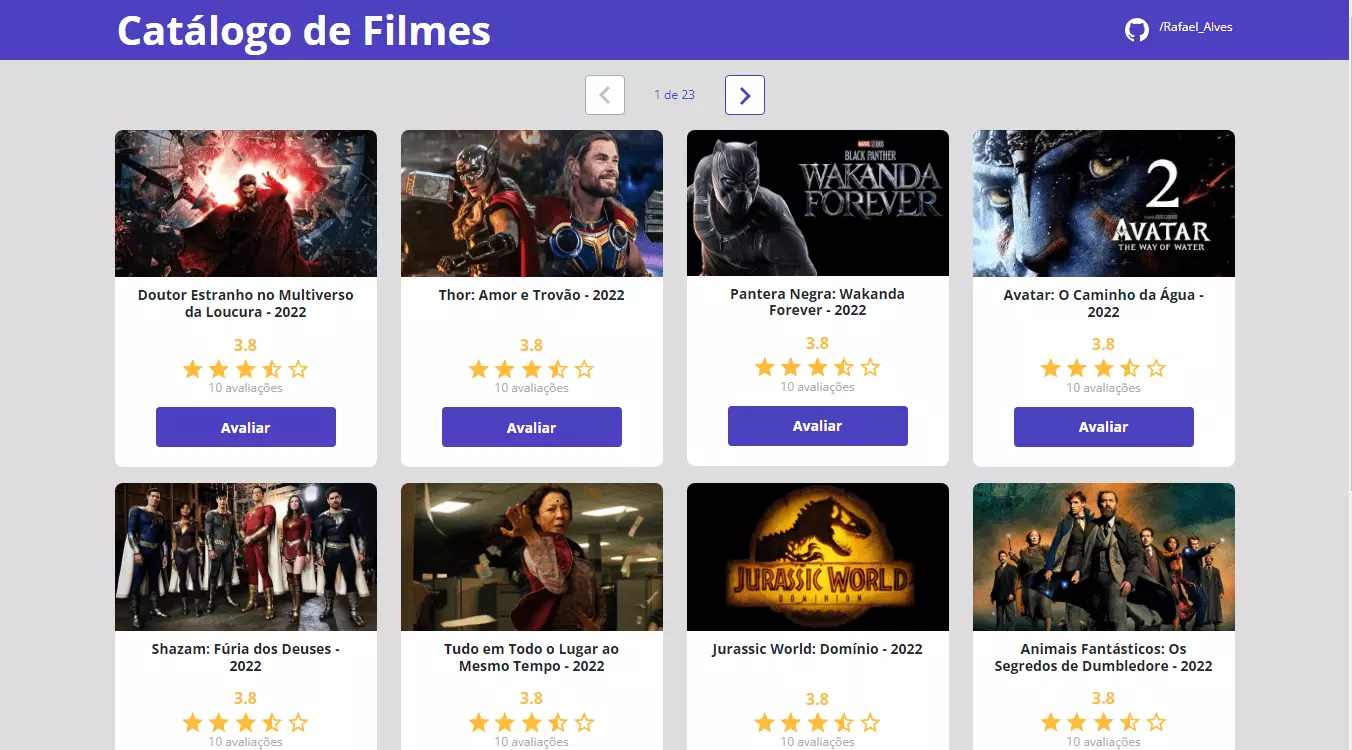 Catálogo de Filmes
/Rafael_Alves
1 de 23
MARVEL STUDIOS
BLACK PANTHER
WAKANDA
FOREVER
2
AVATAR
THE WAY OF WATER
Doutor Estranho no Multiverso
da Loucura - 2022
3.8
10 avaliações
Avaliar
Thor: Amor e Trovão - 2022
3.8
10 avaliações
Avaliar
Pantera Negra: Wakanda
Forever - 2022
3.8
10 avaliações
Avaliar
Avatar: O Caminho da Água -
2022
3.8
10 avaliações
Avaliar
Shazam: Fúria dos Deuses -
2022
3.8
10 avaliações
Tudo em Todo o Lugar ao
Mesmo Tempo - 2022
3.8
10 avaliações
JURASSIC WORLD
DOMINION
Jurassic World: Domínio - 2022
3.8
10 avaliações
Animais Fantásticos: Os
Segredos de Dumbledore - 2022
3.8
10 avaliações